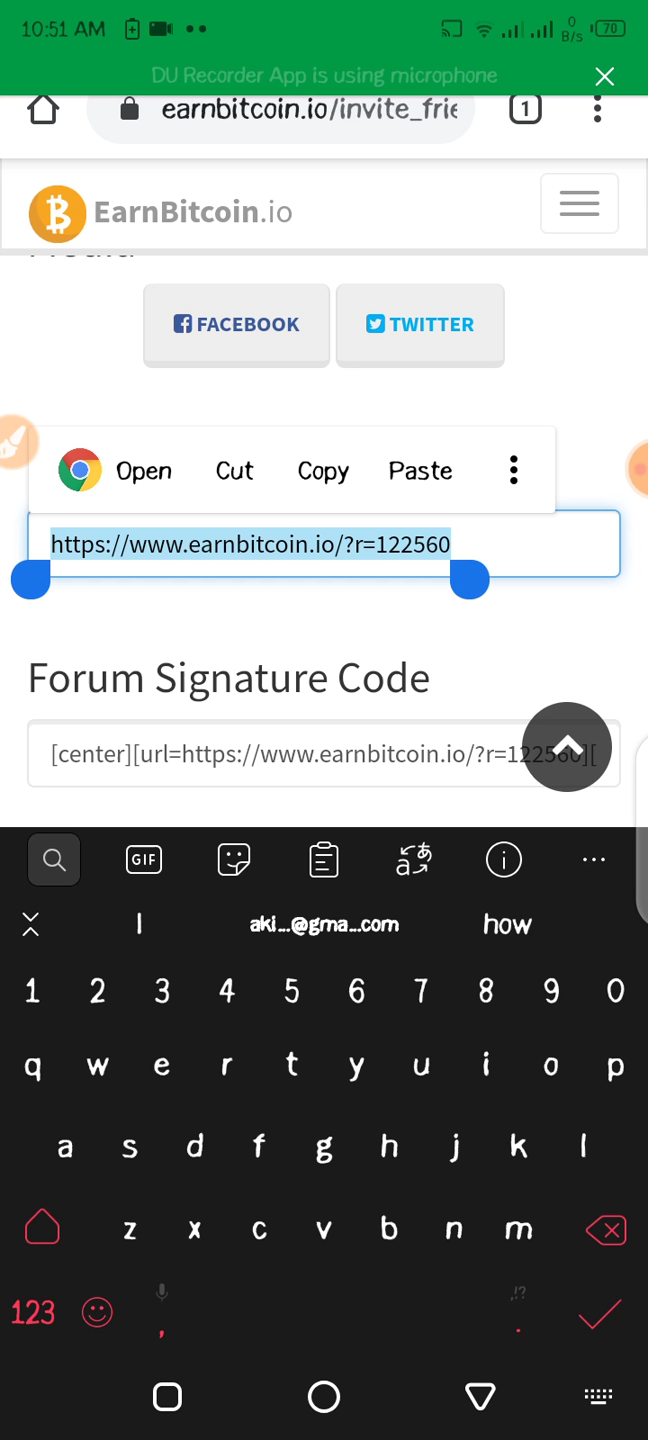 10:51 AM
0
B/s
70
DU Recorder App is using microphone
earnbitcoin.io/invite_frie
1
EarnBitcoin.io
FACEBOOK
TWITTER
Open Cut Copy Paste
https://www.earnbitcoin.io/?r=122560
Forum Signature Code
[center][url=https://www.earnbitcoin.io/?r=122560][
GIF
I aki...@gma...com how
1 2 3 4 5 6 7 8 9 0
q w e r t y u i o p
a s d f g h j k l
z x c v b n m
,!?
123 , .